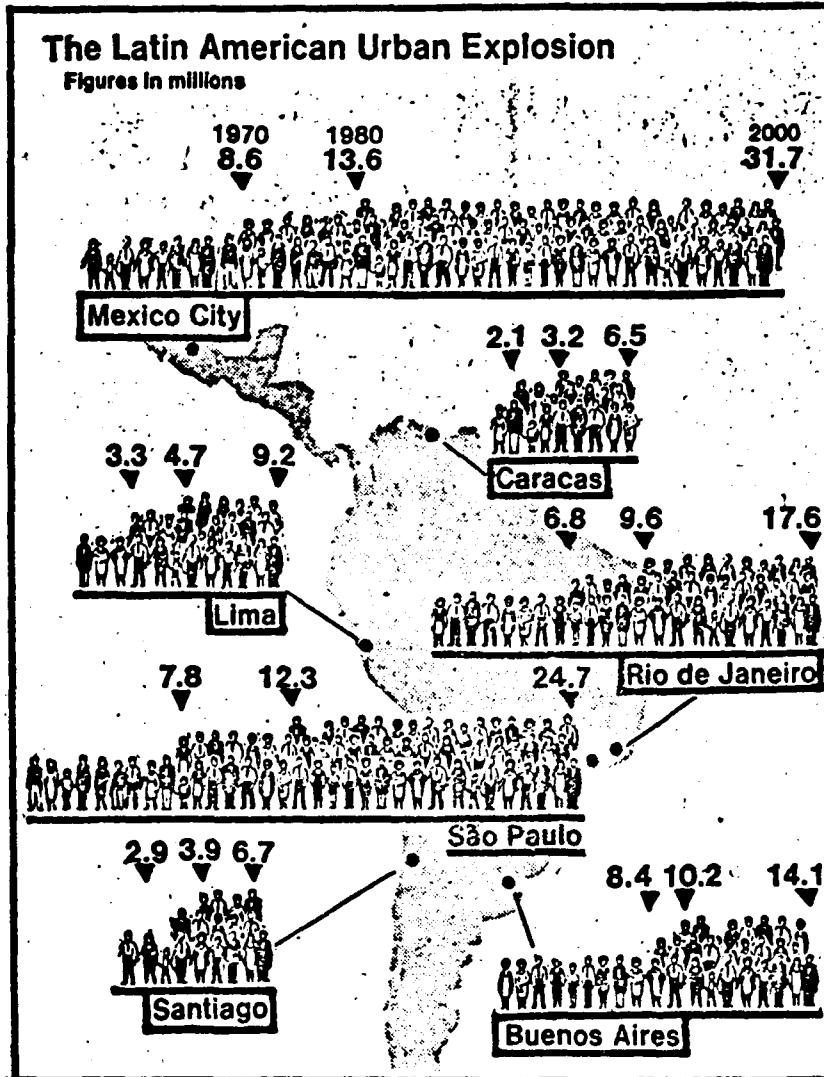 The Latin American Urban Explosion
Figures in millions
1970 1980 2000
8.6 13.6 31.7
Mexico City
2.1 3.2 6.5
Caracas
3.3 4.7 9.2
Lima
6.8 9.6 17.6
Rio de Janeiro
7.8 12.3 24.7
São Paulo
2.9 3.9 6.7
Santiago
8.4 10.2 14.1
Buenos Aires